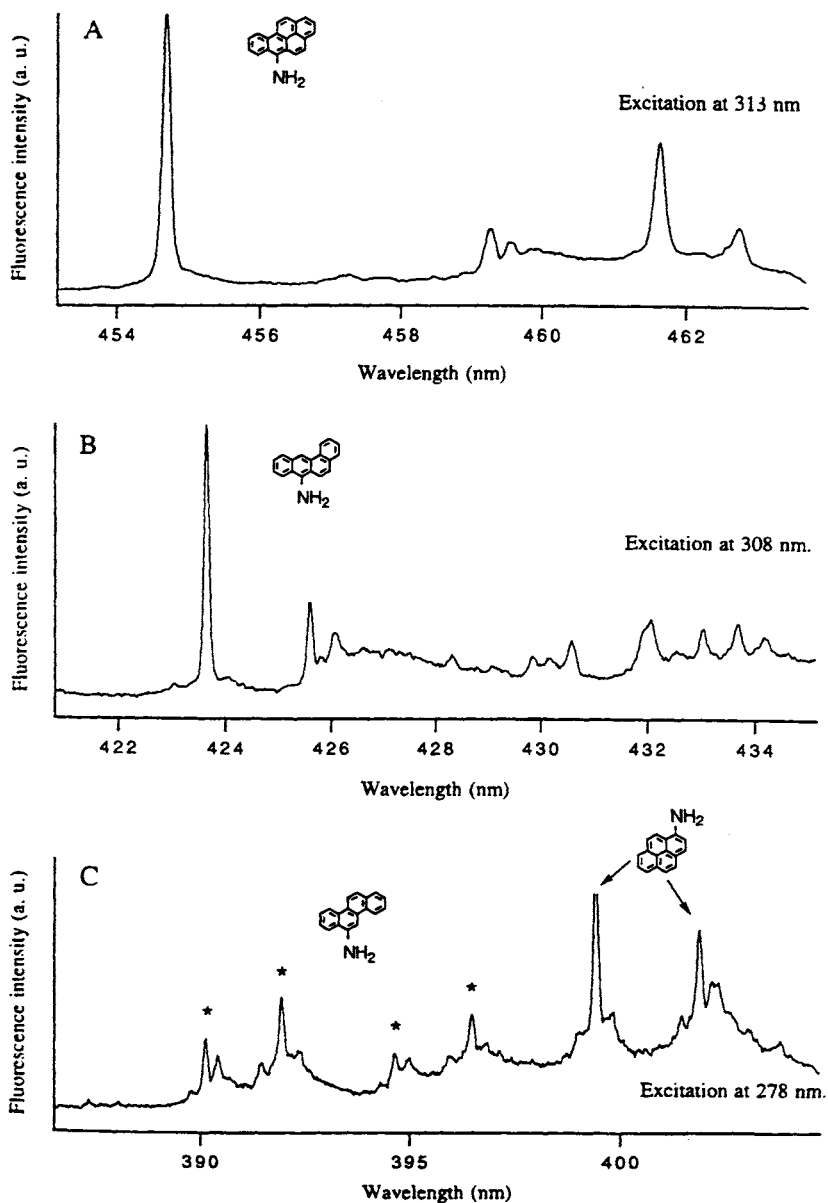 A
NH2
Excitation at 313 nm
Fluorescence intensity (a. u.)
454 456 458 460 462
Wavelength (nm)
B
NH2
Excitation at 308 nm.
Fluorescence intensity (a. u.)
422 424 426 428 430 432 434
Wavelength (nm)
NH2
C
NH2
* * * *
Excitation at 278 nm.
Fluorescence intensity (a. u.)
390 395 400
Wavelength (nm)